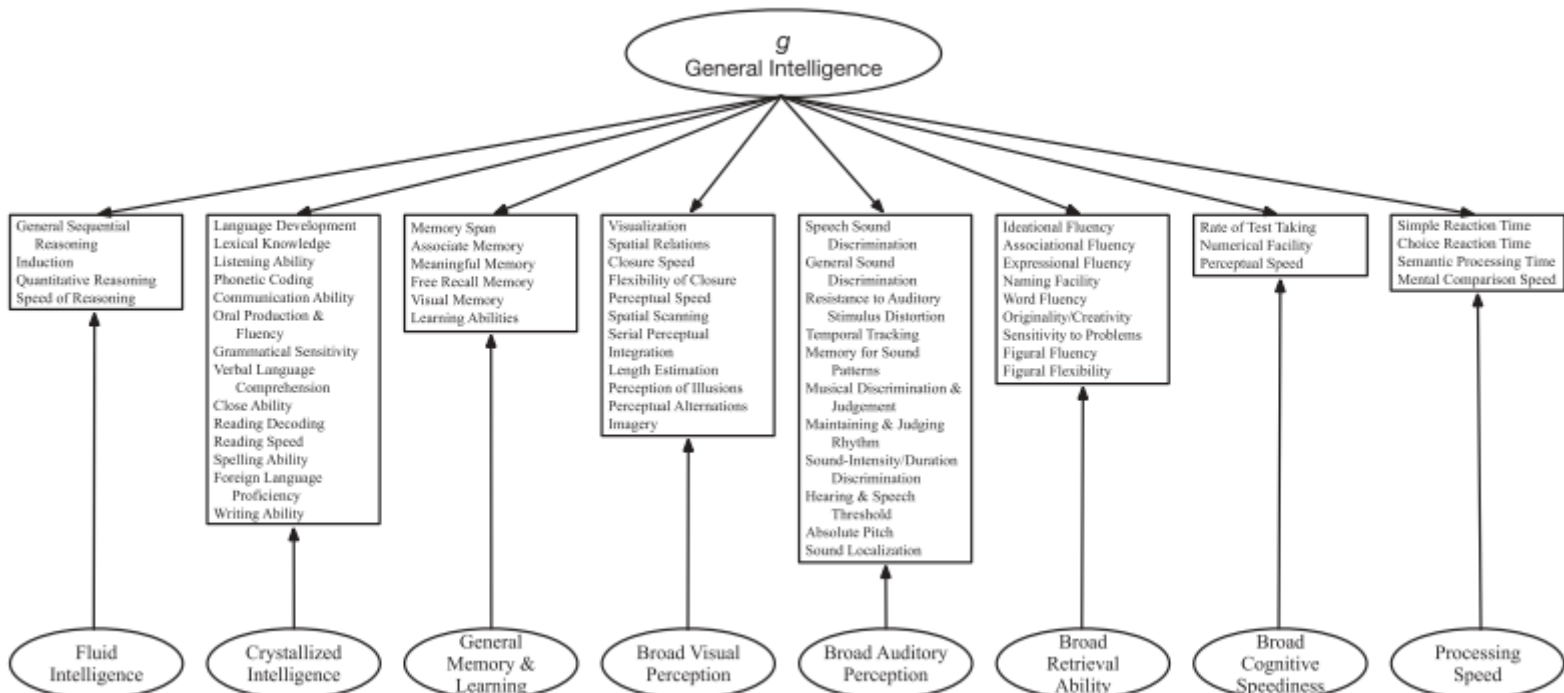 g
General Intelligence
General Sequential
Reasoning
Induction
Quantitative Reasoning
Speed of Reasoning
Language Development
Lexical Knowledge
Listening Ability
Phonetic Coding
Communication Ability
Oral Production &
Fluency
Grammatical Sensitivity
Verbal Language
Comprehension
Close Ability
Reading Decoding
Reading Speed
Spelling Ability
Foreign Language
Proficiency
Writing Ability
Memory Span
Associate Memory
Meaningful Memory
Free Recall Memory
Visual Memory
Learning Abilities
Visualization
Spatial Relations
Closure Speed
Flexibility of Closure
Perceptual Speed
Spatial Scanning
Serial Perceptual
Integration
Length Estimation
Perception of Illusions
Perceptual Alternations
Imagery
Speech Sound
Discrimination
General Sound
Discrimination
Resistance to Auditory
Stimulus Distortion
Temporal Tracking
Memory for Sound
Patterns
Musical Discrimination &
Judgement
Maintaining & Judging
Rhythm
Sound-Intensity/Duration
Discrimination
Hearing & Speech
Threshold
Absolute Pitch
Sound Localization
Ideational Fluency
Associational Fluency
Expressional Fluency
Naming Facility
Word Fluency
Originality/Creativity
Sensitivity to Problems
Figural Fluency
Figural Flexibility
Rate of Test Taking
Numerical Facility
Perceptual Speed
Simple Reaction Time
Choice Reaction Time
Semantic Processing Time
Mental Comparison Speed
Fluid
Intelligence
Crystallized
Intelligence
General
Memory &
Learning
Broad Visual
Perception
Broad Auditory
Perception
Broad
Retrieval
Ability
Broad
Cognitive
Speediness
Processing
Speed